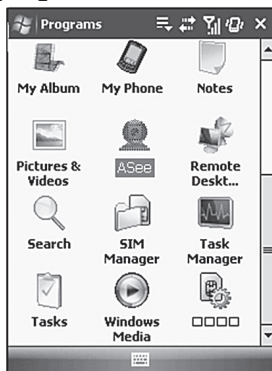 Programs
My Album
My Phone
Notes
Pictures & Videos
ASee
Remote Deskt...
Search
SIM Manager
Task Manager
Tasks
Windows Media
□□□□